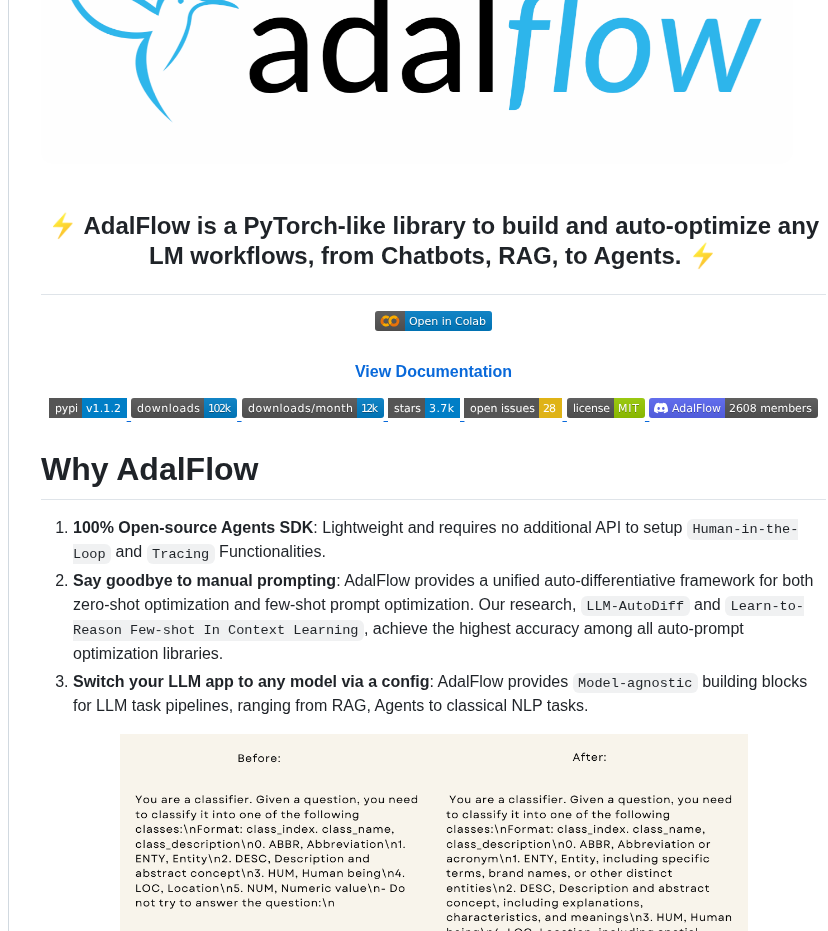 adalflow
⚡ AdalFlow is a PyTorch-like library to build and auto-optimize any
LM workflows, from Chatbots, RAG, to Agents. ⚡
Open in Colab
View Documentation
pypi v1.1.2 downloads 102k downloads/month 12k stars 3.7k open issues 28 license MIT AdalFlow 2608 members
Why AdalFlow
1. 100% Open-source Agents SDK: Lightweight and requires no additional API to setup Human-in-the-
Loop and Tracing Functionalities.
2. Say goodbye to manual prompting: AdalFlow provides a unified auto-differentiative framework for both
zero-shot optimization and few-shot prompt optimization. Our research, LLM-AutoDiff and Learn-to-
Reason Few-shot In Context Learning, achieve the highest accuracy among all auto-prompt
optimization libraries.
3. Switch your LLM app to any model via a config: AdalFlow provides Model-agnostic building blocks
for LLM task pipelines, ranging from RAG, Agents to classical NLP tasks.
Before:
You are a classifier. Given a question, you need
to classify it into one of the following
classes:\nFormat: class_index. class_name,
class_description\n0. ABBR, Abbreviation\n1.
ENTY, Entity\n2. DESC, Description and
abstract concept\n3. HUM, Human being\n4.
LOC, Location\n5. NUM, Numeric value\n- Do
not try to answer the question:\n
After:
You are a classifier. Given a question, you need
to classify it into one of the following
classes:\nFormat: class_index. class_name,
class_description\n0. ABBR, Abbreviation or
acronym\n1. ENTY, Entity, including specific
terms, brand names, or other distinct
entities\n2. DESC, Description and abstract
concept, including explanations,
characteristics, and meanings\n3. HUM, Human
being\n4. LOC, Location, including spatial